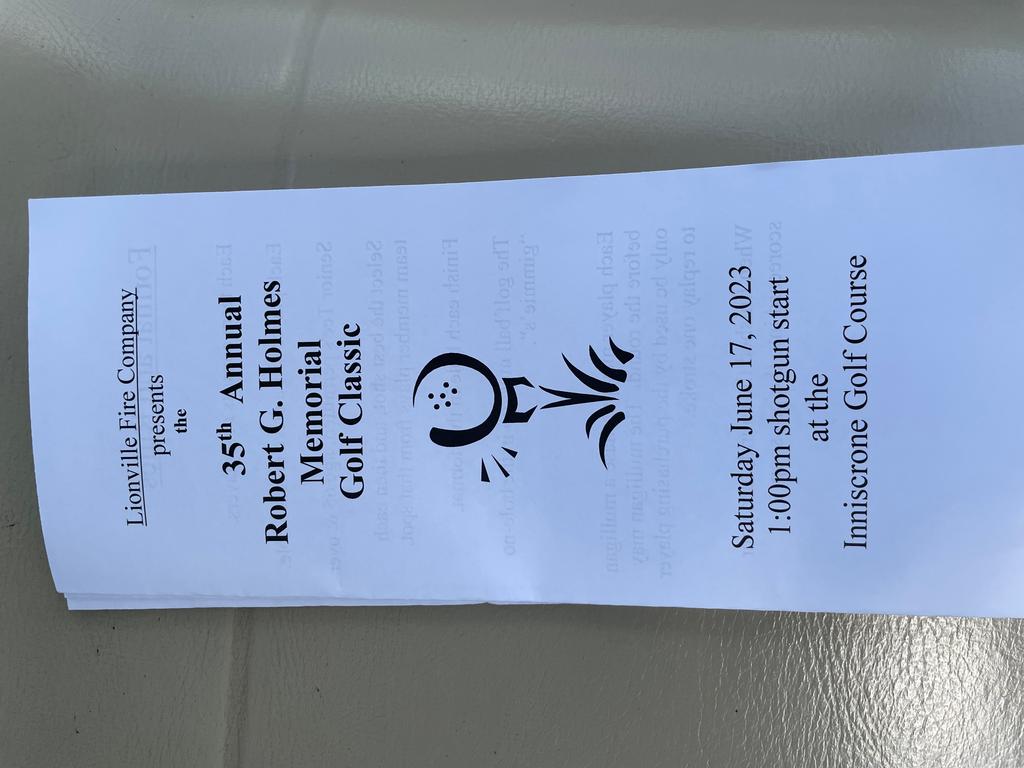 Lionville Fire Company
presents
the
35th Annual
Robert G. Holmes
Memorial
Golf Classic
Saturday June 17, 2023
1:00pm shotgun start
at the
Inniscrone Golf Course